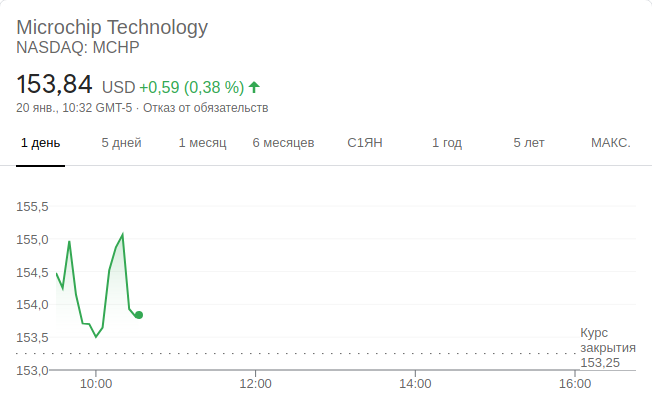 Microchip Technology
NASDAQ: MCHP
153,84 USD +0,59 (0,38 %)
20 янв., 10:32 GMT-5 · Отказ от обязательств
1 день 5 дней 1 месяц 6 месяцев С1ЯН 1 год 5 лет МАКС.
155,5
155,0
154,5
154,0
153,5
153,0
Курс
закрытия
153,25
10:00 12:00 14:00 16:00